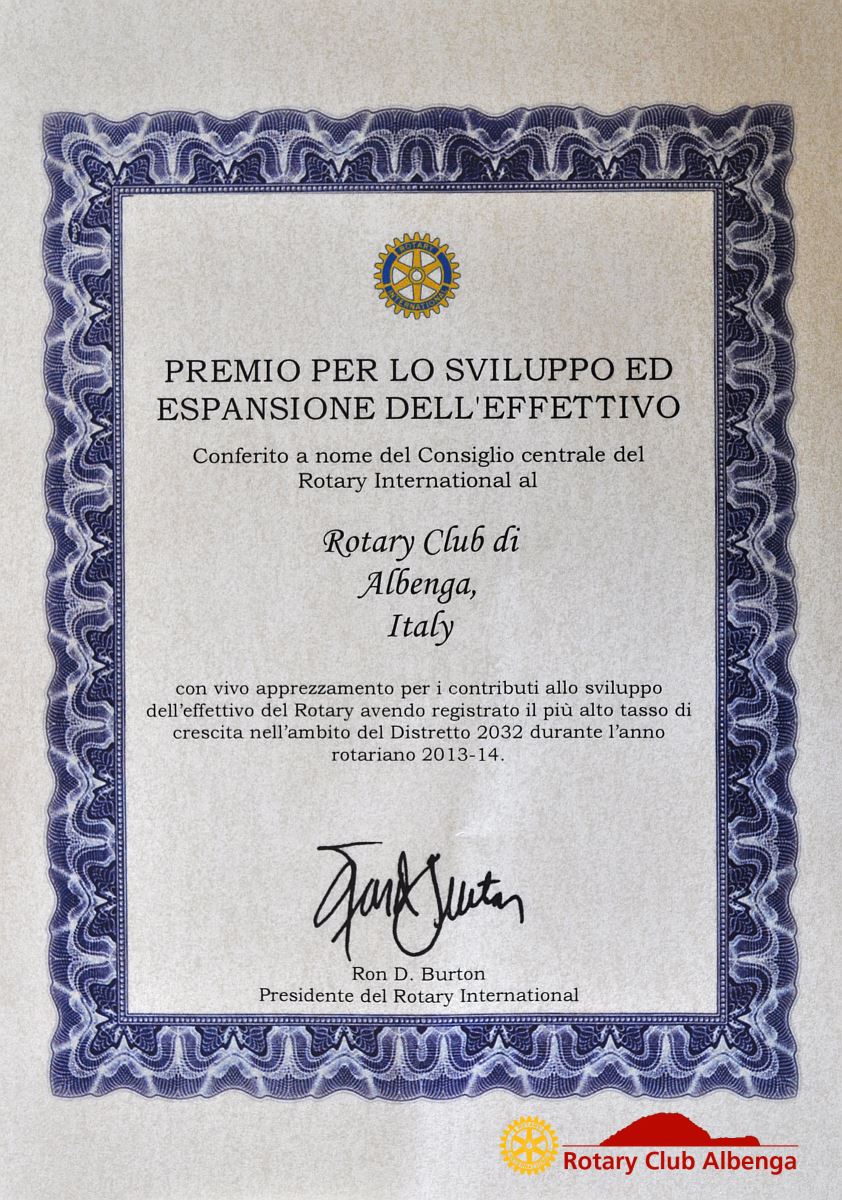 ROTARY
INTERNATIONAL
PREMIO PER LO SVILUPPO ED
ESPANSIONE DELL'EFFETTIVO
Conferito a nome del Consiglio centrale del
Rotary International al
Rotary Club di
Albenga,
Italy
con vivo apprezzamento per i contributi allo sviluppo
dell’effettivo del Rotary avendo registrato il più alto tasso di
crescita nell’ambito del Distretto 2032 durante l’anno
rotariano 2013-14.
Ron D. Burton
Presidente del Rotary International
ROTARY
INTERNATIONAL
Rotary Club Albenga